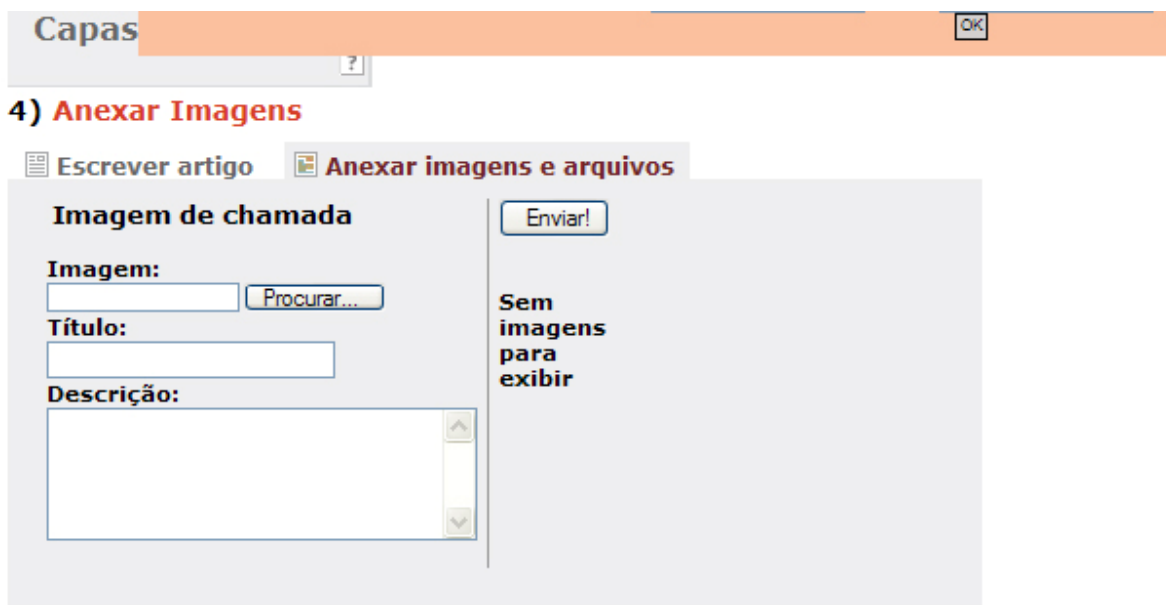 Capas
OK
?
4) Anexar Imagens
Escrever artigo
Anexar imagens e arquivos
Imagem de chamada
Enviar!
Imagem:
Procurar...
Título:
Descrição:
Sem
imagens
para
exibir